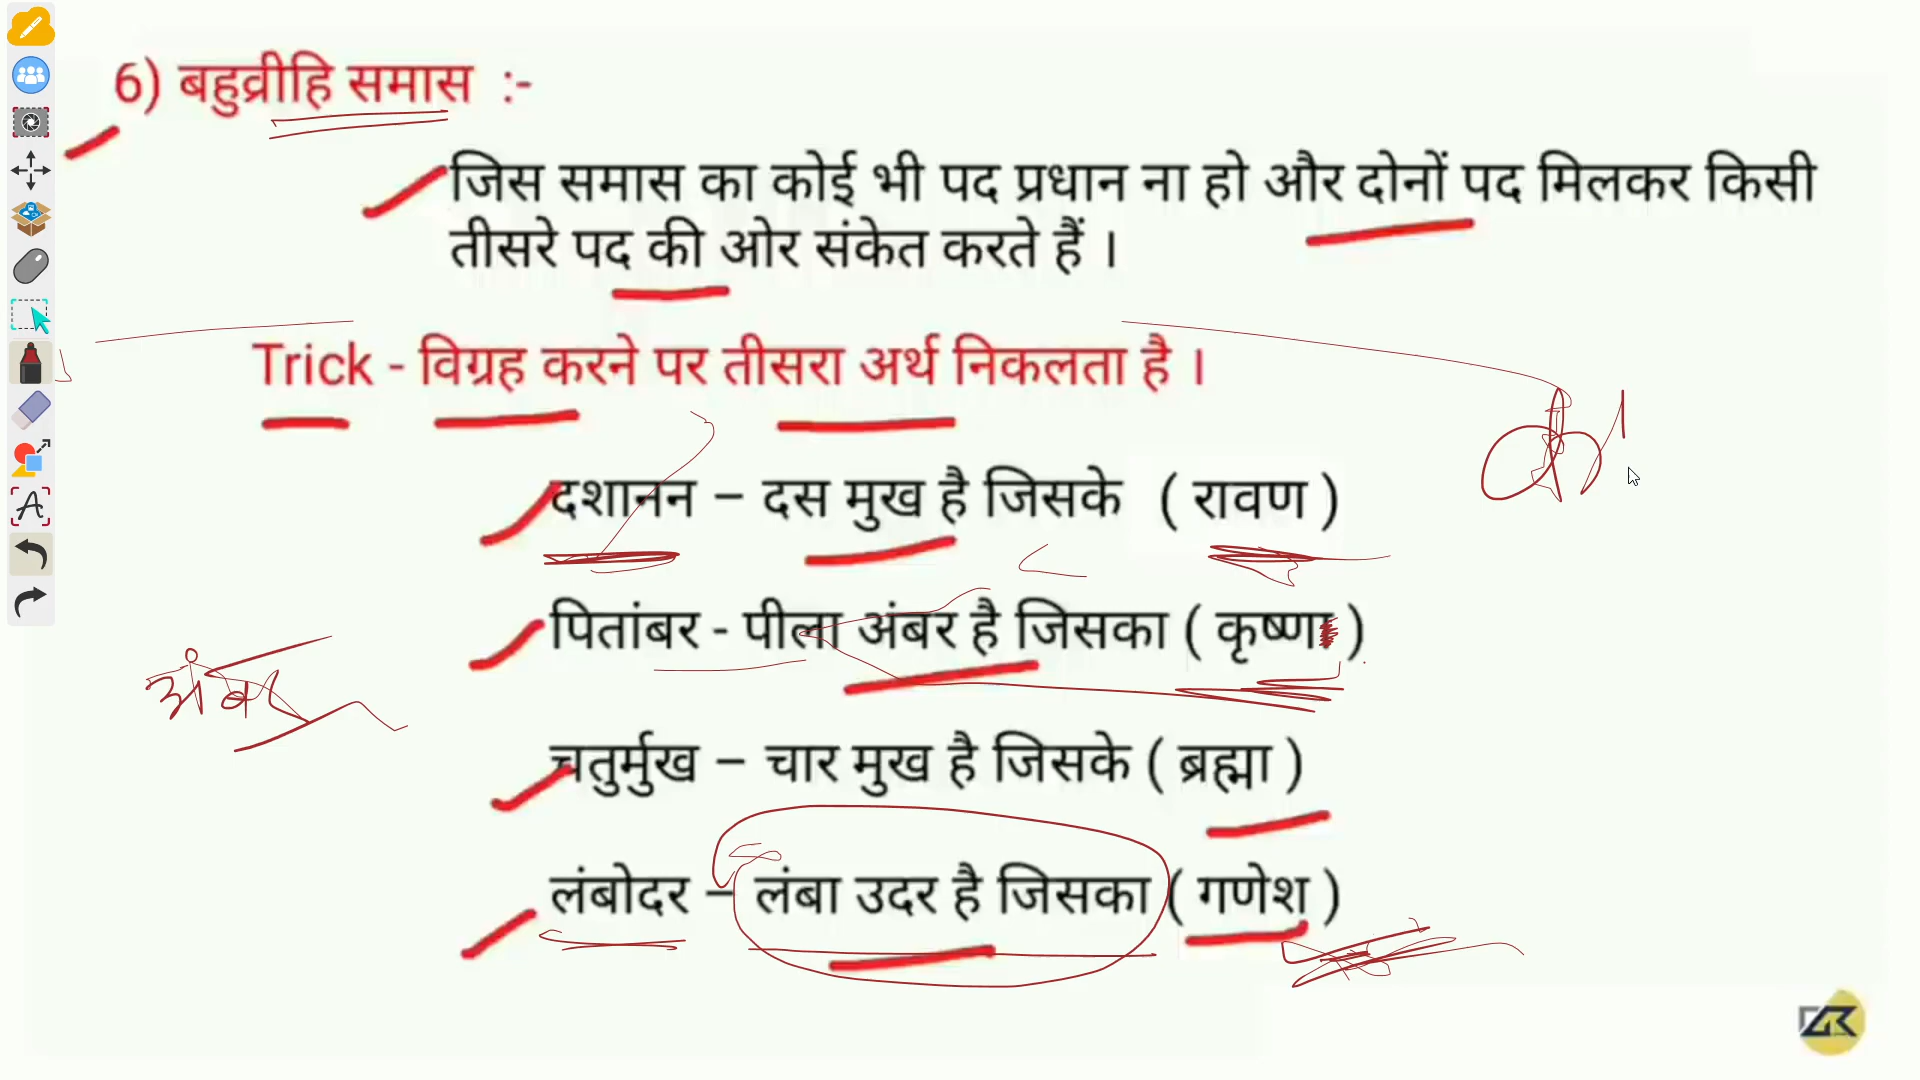 6) बहुव्रीहि समास :-
जिस समास का कोई भी पद प्रधान ना हो और दोनों पद मिलकर किसी
तीसरे पद की ओर संकेत करते हैं ।
Trick - विग्रह करने पर तीसरा अर्थ निकलता है ।
दशानन – दस मुख है जिसके ( रावण )
पितांबर - पीला अंबर है जिसका ( कृष्ण )
अंबर
चतुर्मुख – चार मुख है जिसके ( ब्रह्मा )
लंबोदर – लंबा उदर है जिसका ( गणेश )